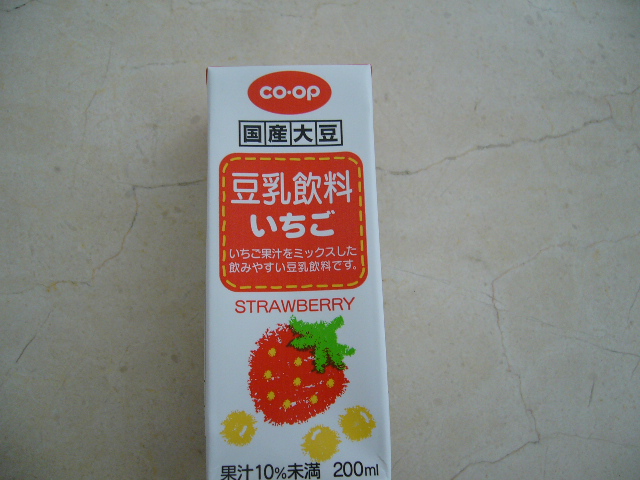 CO·OP
国産大豆
豆乳飲料
いちご
いちご果汁をミックスした
飲みやすい豆乳飲料です。
STRAWBERRY
果汁10%未満 200ml